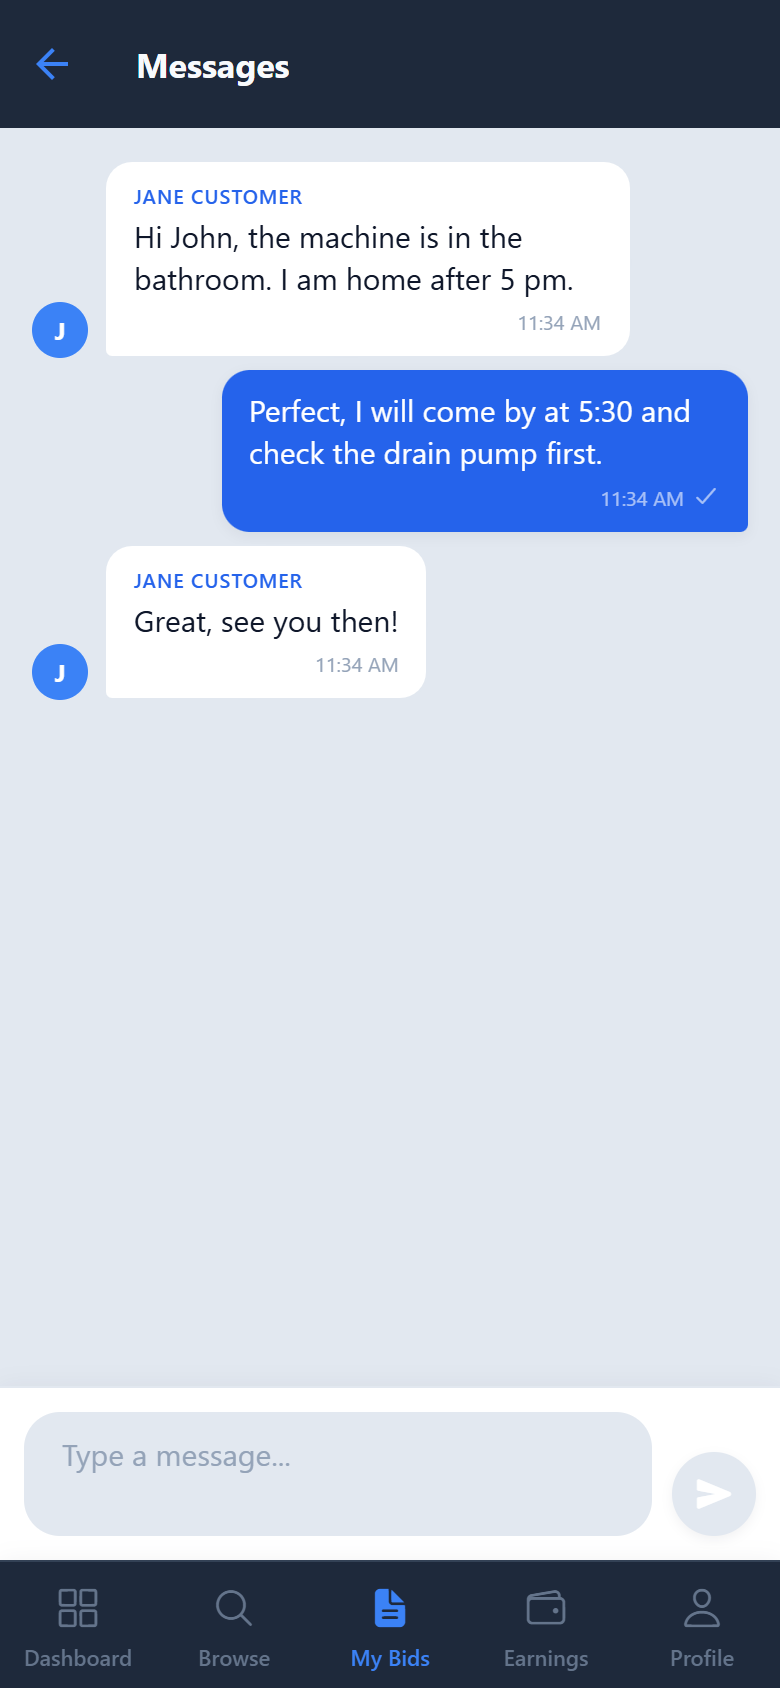 Messages
JANE CUSTOMER
Hi John, the machine is in the
bathroom. I am home after 5 pm.
11:34 AM
J
Perfect, I will come by at 5:30 and
check the drain pump first.
11:34 AM
JANE CUSTOMER
Great, see you then!
11:34 AM
J
Type a message...
Dashboard
Browse
My Bids
Earnings
Profile